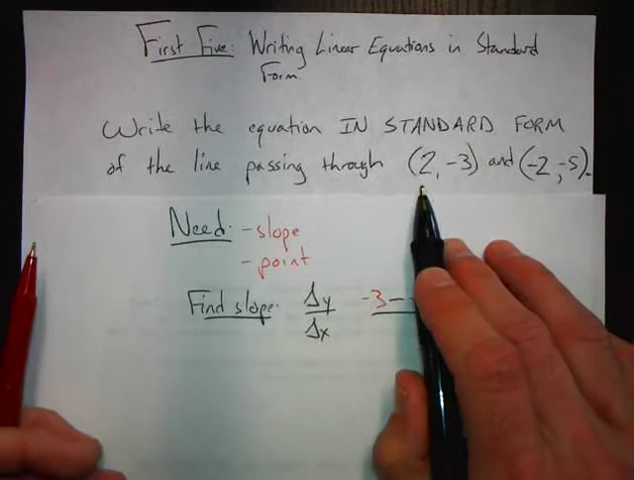 First Five: Writing Linear Equations in Standard
Form
Write the equation IN STANDARD FORM
of the line passing through (2, -3) and (-2, -5).
Need: - slope
- point
Find slope: Δy -3 -
Δx